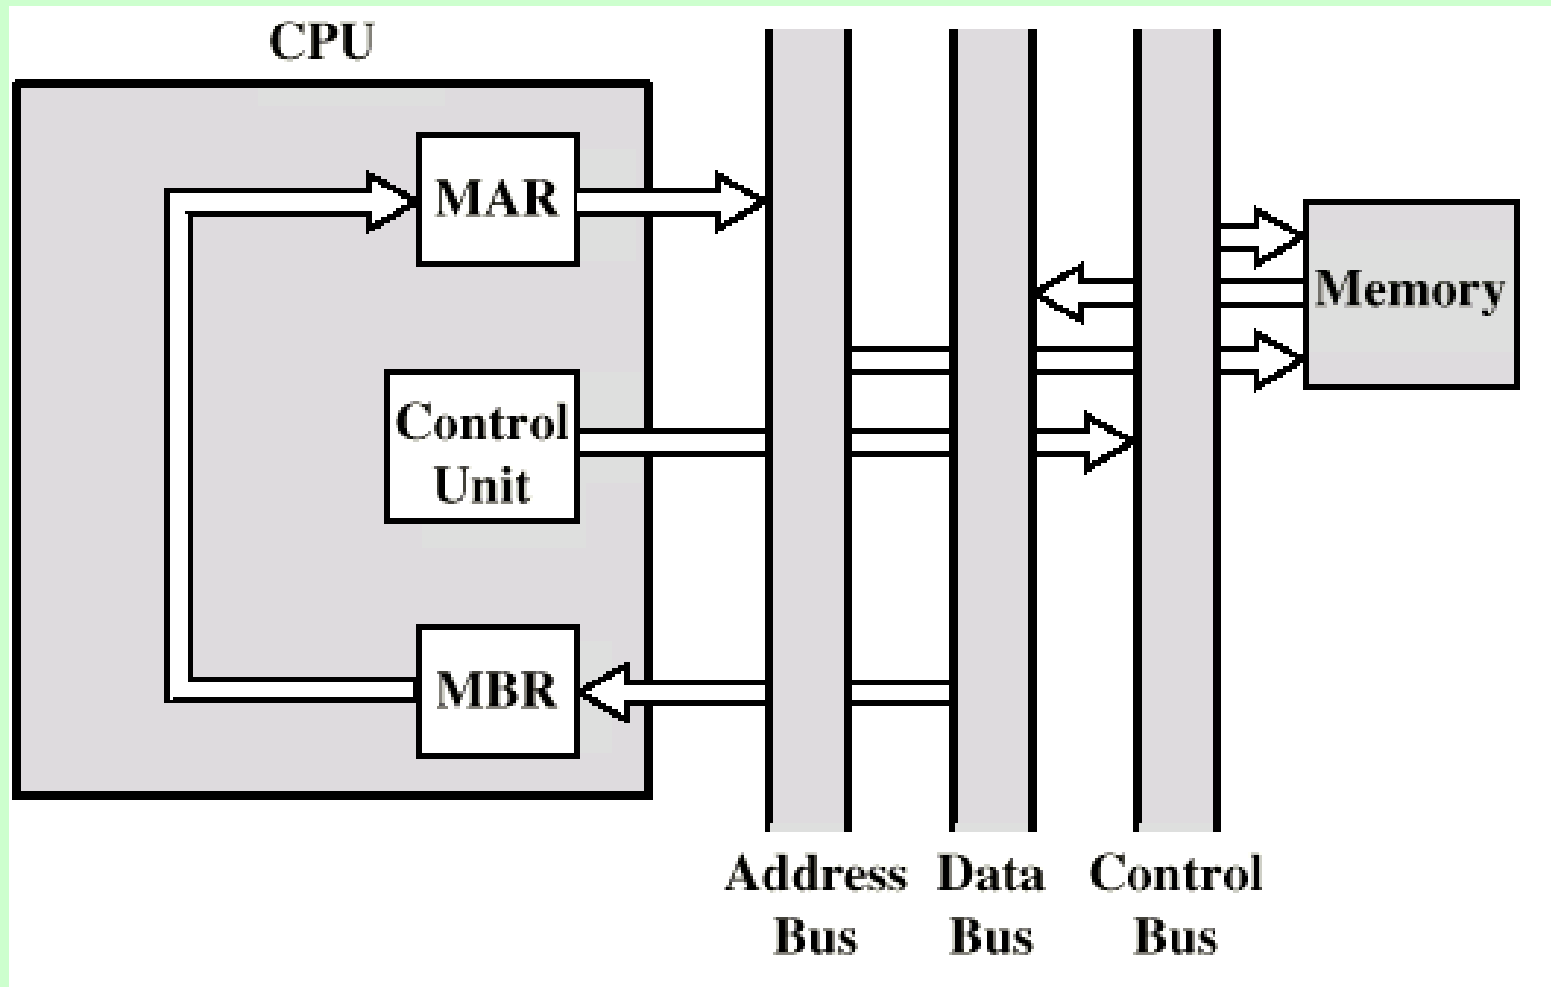 CPU
MAR
Memory
Control
Unit
MBR
Address
Bus
Data
Bus
Control
Bus